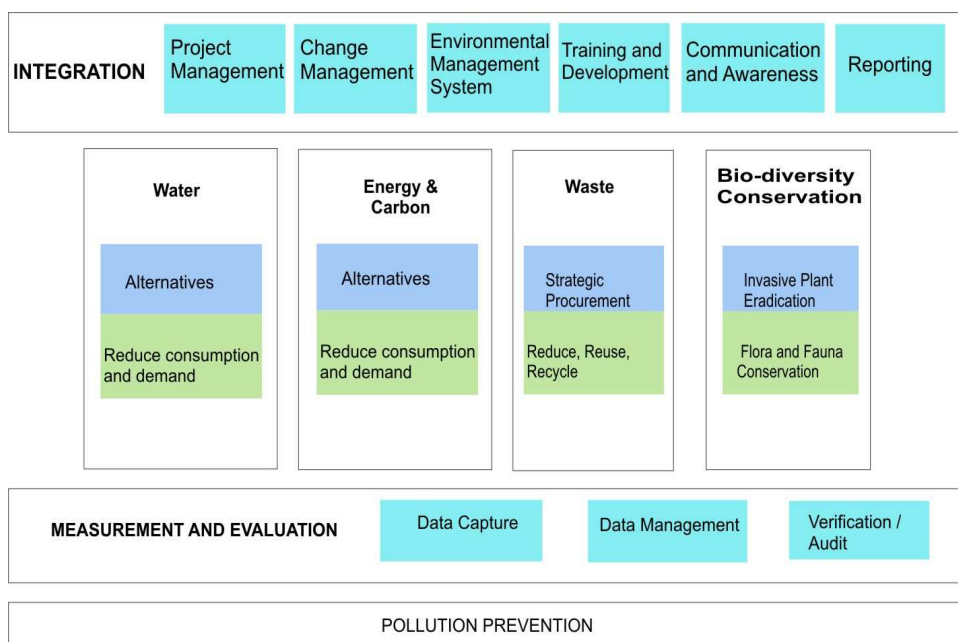 INTEGRATION
Project
Management
Change
Management
Environmental
Management
System
Training and
Development
Communication
and Awareness
Reporting
Water
Alternatives
Reduce consumption
and demand
Energy &
Carbon
Alternatives
Reduce consumption
and demand
Waste
Strategic
Procurement
Reduce, Reuse,
Recycle
Bio-diversity
Conservation
Invasive Plant
Eradication
Flora and Fauna
Conservation
MEASUREMENT AND EVALUATION
Data Capture
Data Management
Verification /
Audit
POLLUTION PREVENTION